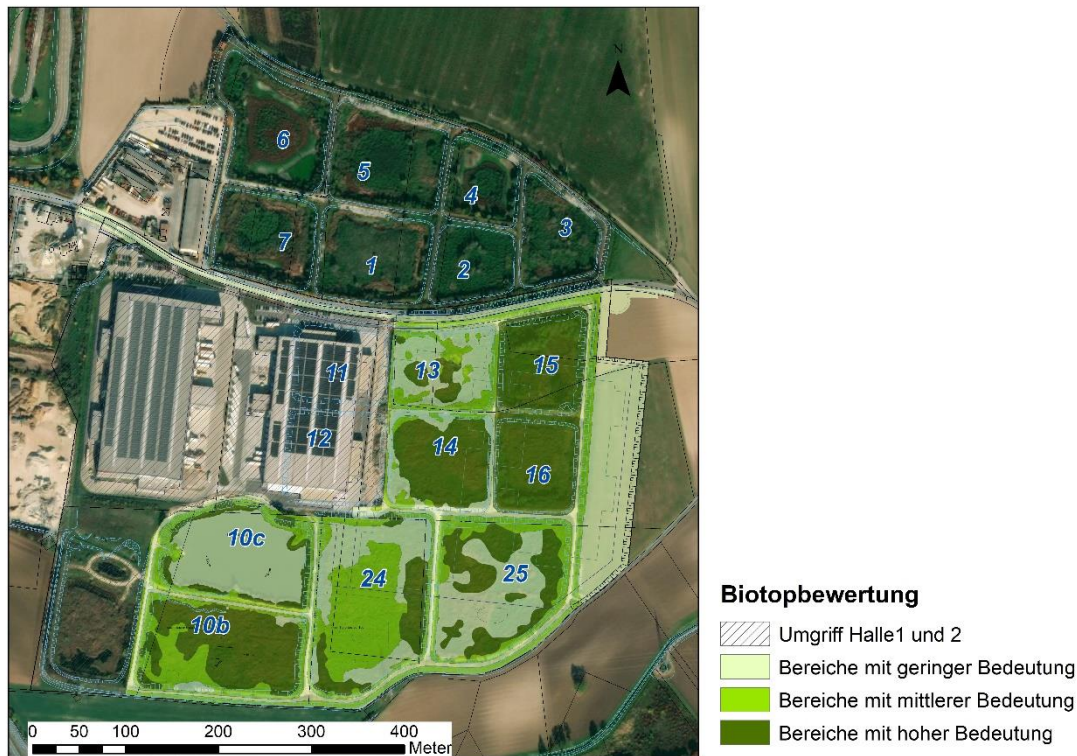 N
6
5
4
3
7
1
2
11
13
15
12
14
16
10c
24
25
10b
0 50 100 200 300 400
Meter
Biotopbewertung
Umgriff Halle1 und 2
Bereiche mit geringer Bedeutung
Bereiche mit mittlerer Bedeutung
Bereiche mit hoher Bedeutung